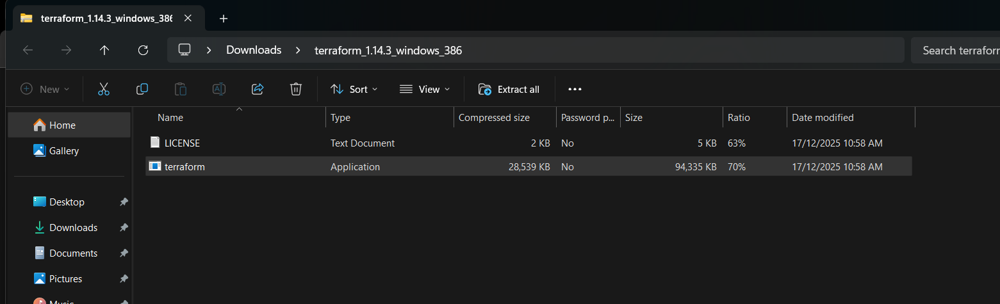 terraform_1.14.3_windows_386
Downloads terraform_1.14.3_windows_386 Search terraform
New Sort View Extract all
Name Type Compressed size Password p... Size Ratio Date modified
Home
Gallery
LICENSE Text Document 2 KB No 5 KB 63% 17/12/2025 10:58 AM
terraform Application 28,539 KB No 94,335 KB 70% 17/12/2025 10:58 AM
Desktop
Downloads
Documents
Pictures
Music